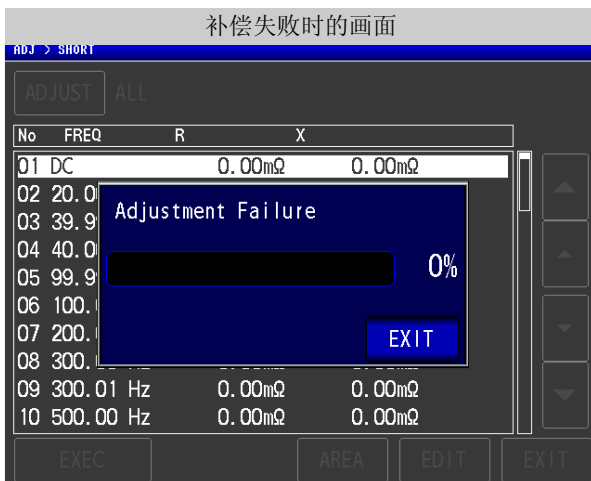 补偿失败时的画面
ADJ > SHORT
ADJUST ALL
No FREQ R X
01 DC 0.00mΩ 0.00mΩ
02 20.0
03 39.9
04 40.0
05 99.9
06 100.
07 200.
08 300.
09 300.01 Hz 0.00mΩ 0.00mΩ
10 500.00 Hz 0.00mΩ 0.00mΩ
Adjustment Failure
0%
EXIT
EXEC AREA EDIT EXIT